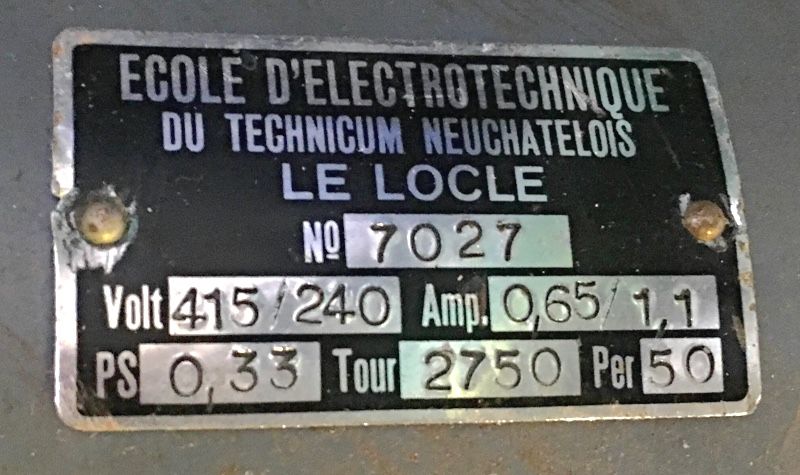 ECOLE D'ELECTROTECHNIQUE
DU TECHNICUM NEUCHATELOIS
LE LOCLE
Nº 7027
Volt 415/240 Amp. 0,65/1,1
PS 0,33 Tour 2750 Per 50